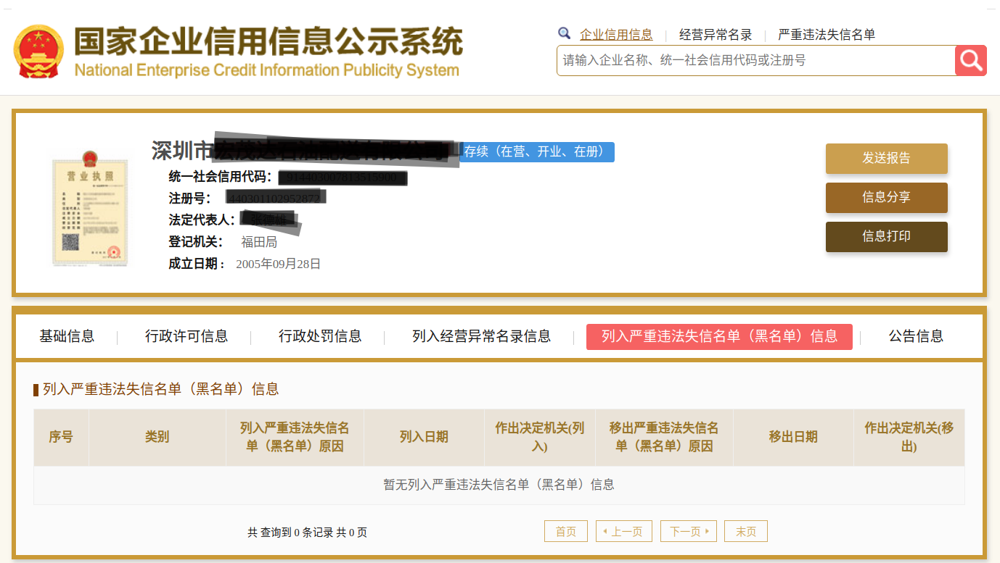 国家企业信用信息公示系统
National Enterprise Credit Information Publicity System
企业信用信息 经营异常名录 严重违法失信名单
请输入企业名称、统一社会信用代码或注册号
深圳市 存续（在营、开业、在册）
统一社会信用代码：
注册号：
法定代表人：
登记机关： 福田局
成立日期： 2005年09月28日
营业执照
发送报告
信息分享
信息打印
基础信息 行政许可信息 行政处罚信息 列入经营异常名录信息 列入严重违法失信名单（黑名单）信息 公告信息
列入严重违法失信名单（黑名单）信息
序号 类别 列入严重违法失信名单（黑名单）原因 列入日期 作出决定机关(列入) 移出严重违法失信名单（黑名单）原因 移出日期 作出决定机关(移出)
暂无列入严重违法失信名单（黑名单）信息
共 查询到 0 条记录 共 0 页 首页 上一页 下一页 末页